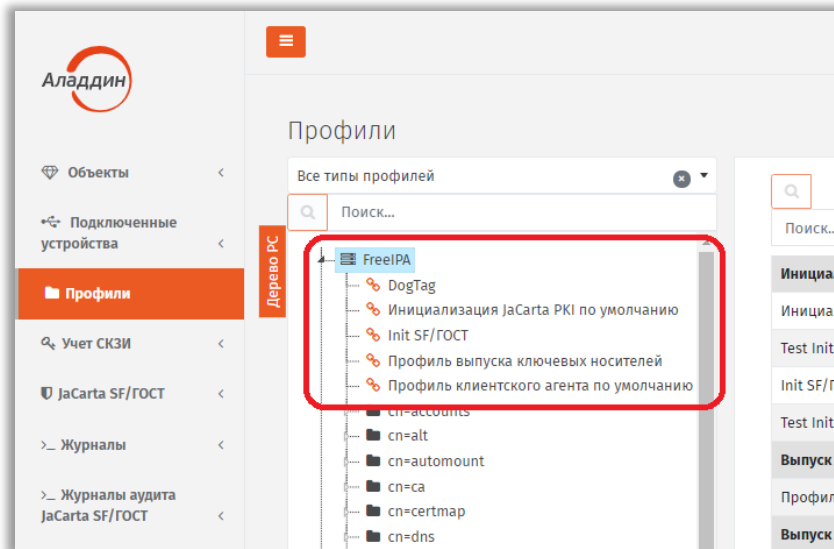 Аладдин
Объекты
Подключенные
устройства
Профили
Учет СКЗИ
JaCarta SF/ГОСТ
Журналы
Журналы аудита
JaCarta SF/ГОСТ
Профили
Все типы профилей
Поиск...
Дерево РС
FreeIPA
DogTag
Инициализация JaCarta PKI по умолчанию
Init SF/ГОСТ
Профиль выпуска ключевых носителей
Профиль клиентского агента по умолчанию
cn=accounts
cn=alt
cn=automount
cn=ca
cn=certmap
cn=dns
Поиск..
Test Init
Init SF/
Test Init
Выпуск
Выпуск